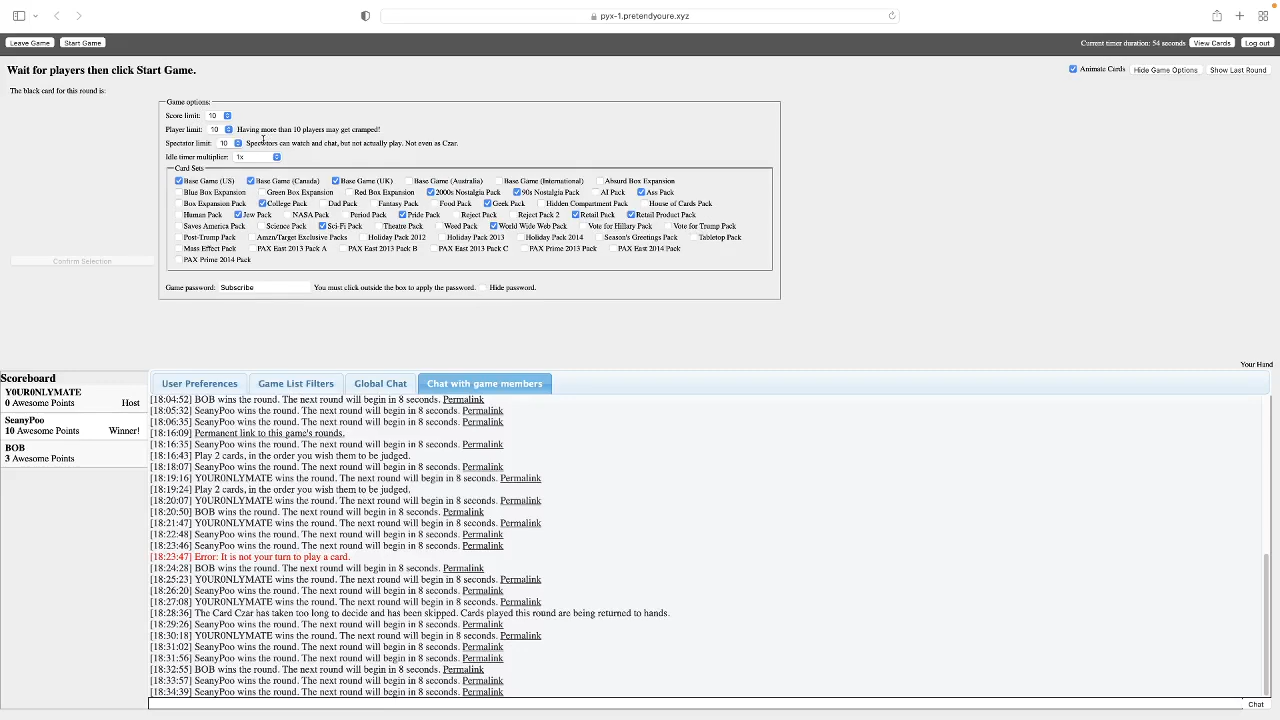 pyx-1.pretendyoure.xyz
Leave Game Start Game Current timer duration: 54 seconds View Cards Log out
Wait for players then click Start Game. Animate Cards Hide Game Options Show Last Round
The black card for this round is:
Game options:
Score limit: 10
Player limit: 10 Having more than 10 players may get cramped!
Spectator limit: 10 Spectators can watch and chat, but not actually play. Not even as Czar.
Idle timer multiplier: 1x
Card Sets
Base Game (US) Base Game (Canada) Base Game (UK) Base Game (Australia) Base Game (International) Absurd Box Expansion
Blue Box Expansion Green Box Expansion Red Box Expansion 2000s Nostalgia Pack 90s Nostalgia Pack AI Pack Ass Pack
Box Expansion Pack College Pack Dad Pack Fantasy Pack Food Pack Geek Pack Hidden Compartment Pack House of Cards Pack
Human Pack Jew Pack NASA Pack Period Pack Pride Pack Reject Pack Reject Pack 2 Retail Pack Retail Product Pack
Saves America Pack Science Pack Sci-Fi Pack Theatre Pack Weed Pack World Wide Web Pack Vote for Hillary Pack Vote for Trump Pack
Post-Trump Pack Amzn/Target Exclusive Packs Holiday Pack 2012 Holiday Pack 2013 Holiday Pack 2014 Season's Greetings Pack Tabletop Pack
Mass Effect Pack PAX East 2013 Pack A PAX East 2013 Pack B PAX East 2013 Pack C PAX Prime 2013 Pack PAX East 2014 Pack
PAX Prime 2014 Pack
Confirm Selection
Game password: Subscribe You must click outside the box to apply the password. Hide password.
Your Hand
Scoreboard
Y0UR0NLYMATE
0 Awesome Points Host
SeanyPoo
10 Awesome Points Winner!
BOB
3 Awesome Points
User Preferences Game List Filters Global Chat Chat with game members
[18:04:52] BOB wins the round. The next round will begin in 8 seconds. Permalink
[18:05:32] SeanyPoo wins the round. The next round will begin in 8 seconds. Permalink
[18:06:35] SeanyPoo wins the round. The next round will begin in 8 seconds. Permalink
[18:16:09] Permanent link to this game's rounds.
[18:16:35] SeanyPoo wins the round. The next round will begin in 8 seconds. Permalink
[18:16:43] Play 2 cards, in the order you wish them to be judged.
[18:18:07] SeanyPoo wins the round. The next round will begin in 8 seconds. Permalink
[18:19:16] Y0UR0NLYMATE wins the round. The next round will begin in 8 seconds. Permalink
[18:19:24] Play 2 cards, in the order you wish them to be judged.
[18:20:07] SeanyPoo wins the round. The next round will begin in 8 seconds. Permalink
[18:20:50] BOB wins the round. The next round will begin in 8 seconds. Permalink
[18:21:47] Y0UR0NLYMATE wins the round. The next round will begin in 8 seconds. Permalink
[18:22:48] SeanyPoo wins the round. The next round will begin in 8 seconds. Permalink
[18:23:46] SeanyPoo wins the round. The next round will begin in 8 seconds. Permalink
[18:23:47] Error: It is not your turn to play a card.
[18:24:28] BOB wins the round. The next round will begin in 8 seconds. Permalink
[18:25:23] Y0UR0NLYMATE wins the round. The next round will begin in 8 seconds. Permalink
[18:26:20] SeanyPoo wins the round. The next round will begin in 8 seconds. Permalink
[18:27:08] Y0UR0NLYMATE wins the round. The next round will begin in 8 seconds. Permalink
[18:28:36] The Card Czar has taken too long to decide and has been skipped. Cards played this round are being returned to hands.
[18:29:26] SeanyPoo wins the round. The next round will begin in 8 seconds. Permalink
[18:30:18] Y0UR0NLYMATE wins the round. The next round will begin in 8 seconds. Permalink
[18:31:02] SeanyPoo wins the round. The next round will begin in 8 seconds. Permalink
[18:31:56] SeanyPoo wins the round. The next round will begin in 8 seconds. Permalink
[18:32:55] BOB wins the round. The next round will begin in 8 seconds. Permalink
[18:33:57] SeanyPoo wins the round. The next round will begin in 8 seconds. Permalink
[18:34:39] SeanyPoo wins the round. The next round will begin in 8 seconds. Permalink
Chat